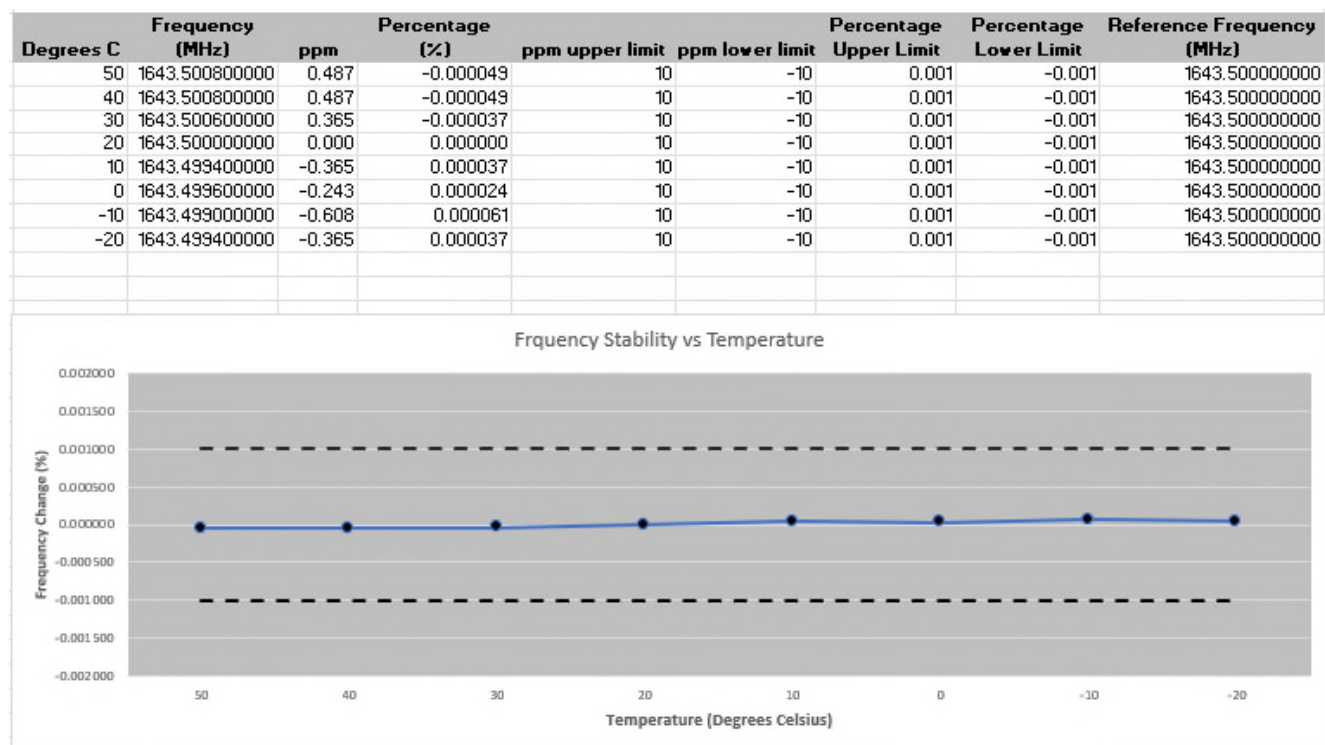 Degrees C Frequency (MHz) ppm Percentage (%) ppm upper limit ppm lower limit Percentage Upper Limit Percentage Lower Limit Reference Frequency (MHz)
50 1643.500800000 0.487 -0.000049 10 -10 0.001 -0.001 1643.500000000
40 1643.500800000 0.487 -0.000049 10 -10 0.001 -0.001 1643.500000000
30 1643.500600000 0.365 -0.000037 10 -10 0.001 -0.001 1643.500000000
20 1643.500000000 0.000 0.000000 10 -10 0.001 -0.001 1643.500000000
10 1643.499400000 -0.365 0.000037 10 -10 0.001 -0.001 1643.500000000
0 1643.499600000 -0.243 0.000024 10 -10 0.001 -0.001 1643.500000000
-10 1643.499000000 -0.608 0.000061 10 -10 0.001 -0.001 1643.500000000
-20 1643.499400000 -0.365 0.000037 10 -10 0.001 -0.001 1643.500000000
Frquency Stability vs Temperature
Frequency Change (%)
0.002000
0.001500
0.001000
0.000500
0.000000
-0.000500
-0.001000
-0.001500
-0.002000
50 40 30 20 10 0 -10 -20
Temperature (Degrees Celsius)